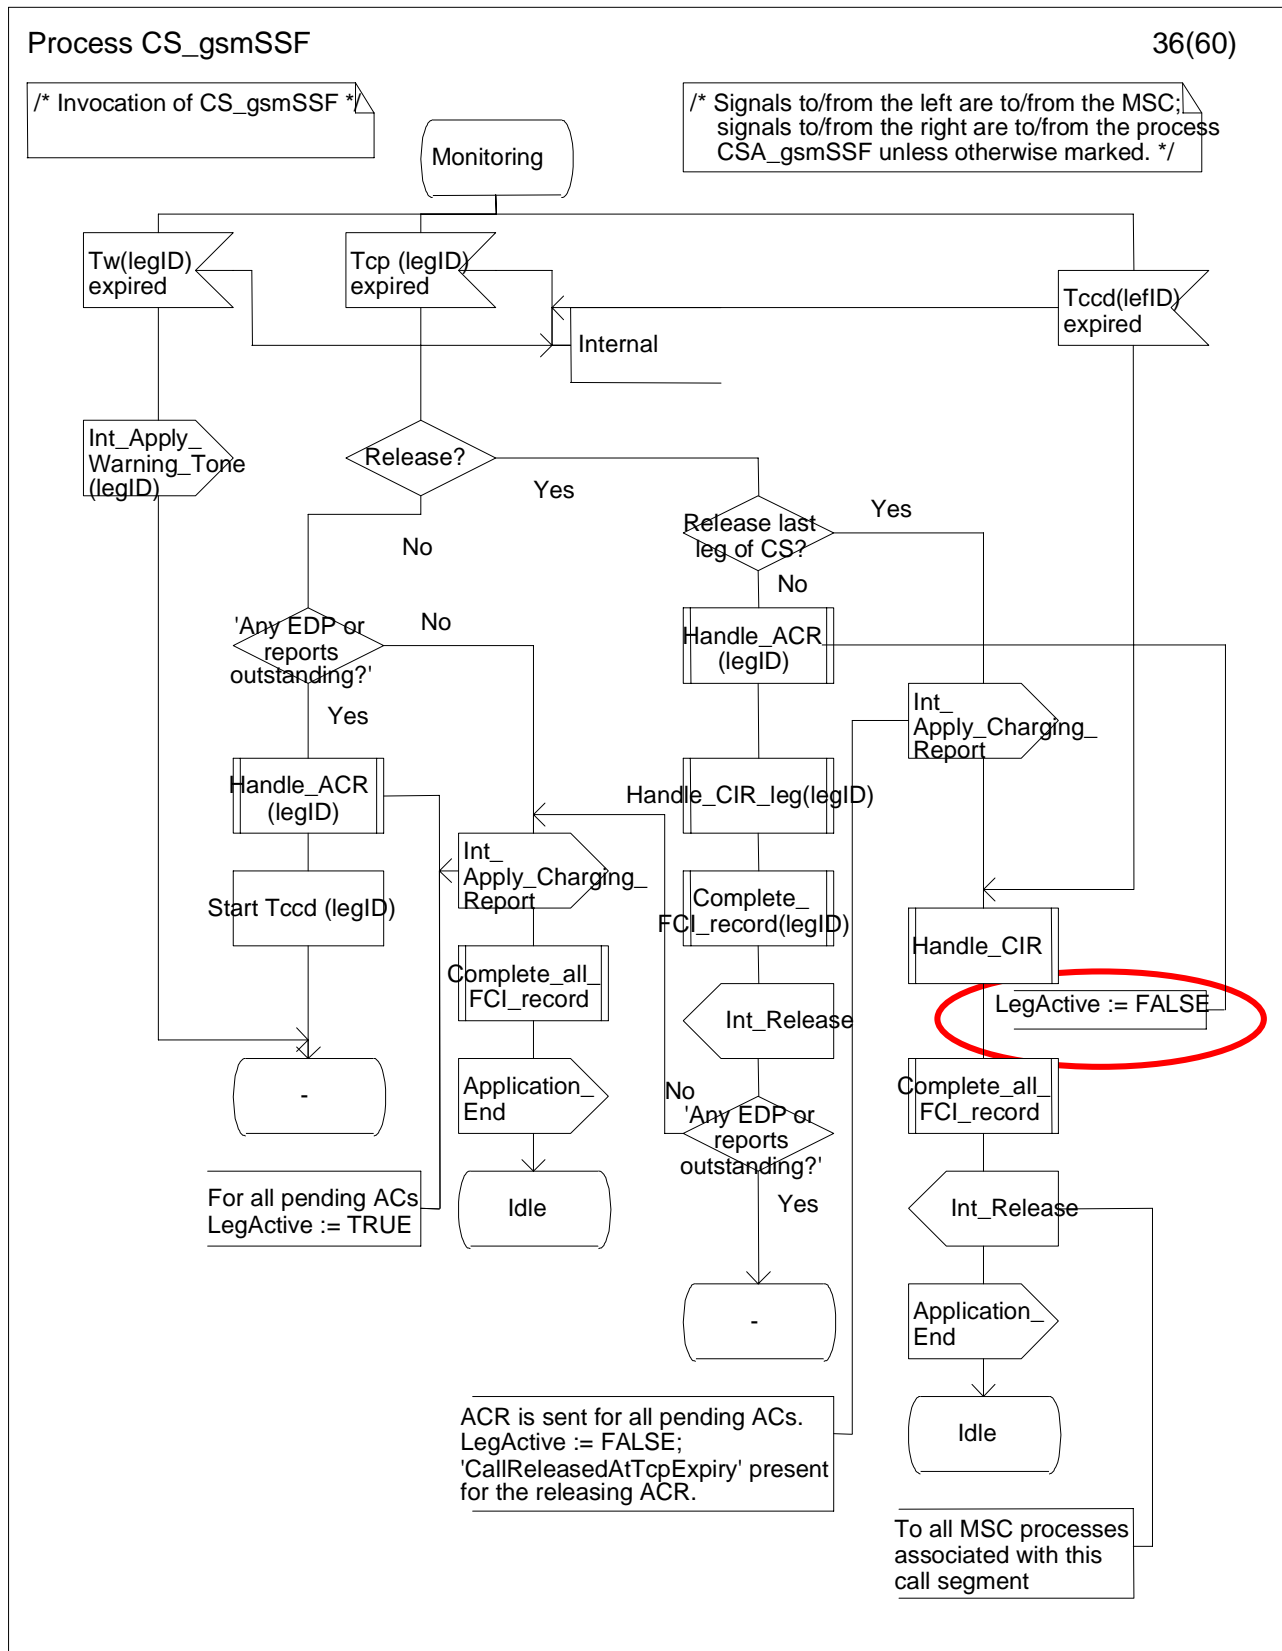 Process CS_gsmSSF
36(60)
/* Invocation of CS_gsmSSF */
/* Signals to/from the left are to/from the MSC;
signals to/from the right are to/from the process
CSA_gsmSSF unless otherwise marked. */
Monitoring
Tw(legID)
expired
Tcp (legID)
expired
Tccd(lefID)
expired
Internal
Int_Apply_
Warning_Tone
(legID)
Release?
Yes
No
Release last
leg of CS?
Yes
No
'Any EDP or
reports
outstanding?'
No
Yes
Handle_ACR
(legID)
Int_
Apply_Charging_
Report
Handle_ACR
(legID)
Handle_CIR_leg(legID)
Int_
Apply_Charging_
Report
Start Tccd (legID)
Complete_
FCI_record(legID)
Handle_CIR
Complete_all_
FCI_record
Int_Release
LegActive := FALSE
-
Application_
End
No
'Any EDP or
reports
outstanding?'
Yes
Complete_all_
FCI_record
For all pending ACs
LegActive := TRUE
Idle
Int_Release
-
Application_
End
ACR is sent for all pending ACs.
LegActive := FALSE;
'CallReleasedAtTcpExpiry' present
for the releasing ACR.
Idle
To all MSC processes
associated with this
call segment